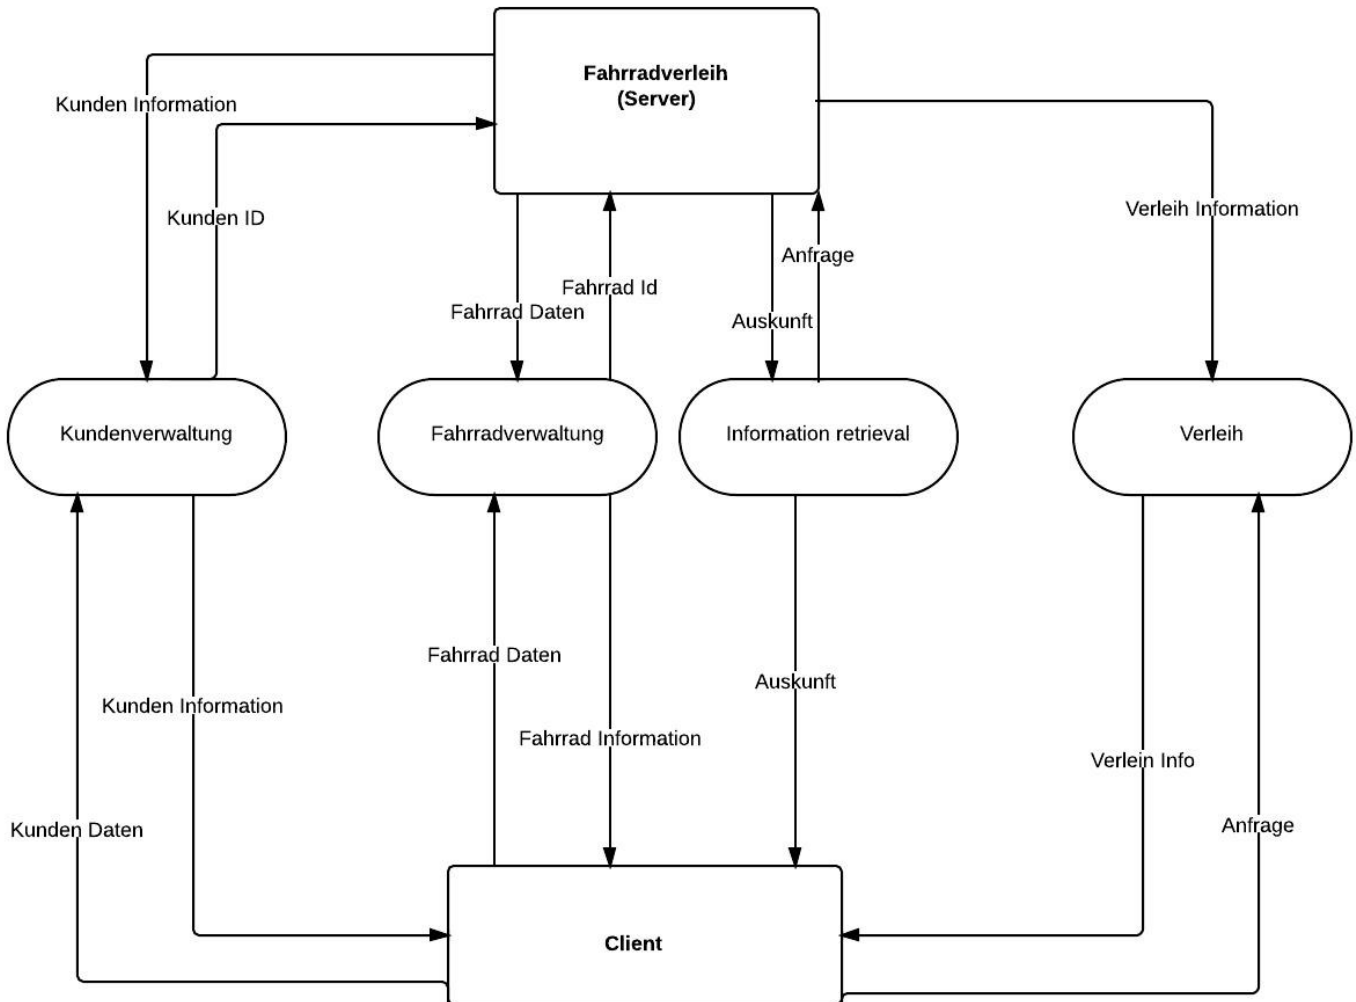 Fahrradverleih
(Server)
Kunden Information
Kunden ID
Verleih Information
Anfrage
Fahrrad Id
Fahrrad Daten
Auskunft
Kundenverwaltung
Fahrradverwaltung
Information retrieval
Verleih
Fahrrad Daten
Auskunft
Kunden Information
Fahrrad Information
Verlein Info
Kunden Daten
Anfrage
Client